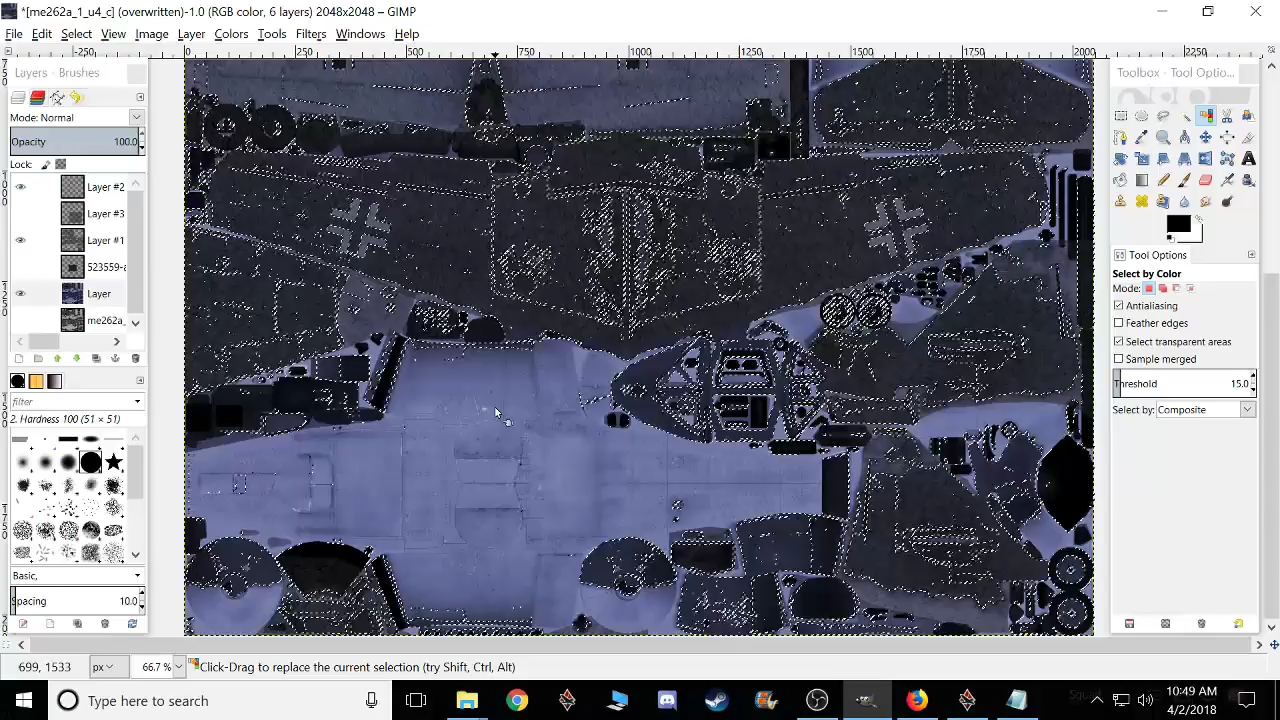 *[me262a_1_u4_c] (overwritten)-1.0 (RGB color, 6 layers) 2048x2048 – GIMP
File Edit Select View Image Layer Colors Tools Filters Windows Help
-250 0 250 500 750 1000 1250 1500 1750 2000 2250
Layers - Brushes
Mode: Normal
Opacity 100.0
Lock:
Layer #2
Layer #3
Layer #1
523559-a
Layer
me262a_
filter
2. Hardness 100 (51 × 51)
Basic,
Spacing 10.0
Toolbox - Tool Optio...
Tool Options
Select by Color
Mode:
Antialiasing
Feather edges
Select transparent areas
Sample merged
Threshold 15.0
Select by: Composite
699, 1533 px 66.7 % Click-Drag to replace the current selection (try Shift, Ctrl, Alt)
Type here to search
10:49 AM
4/2/2018